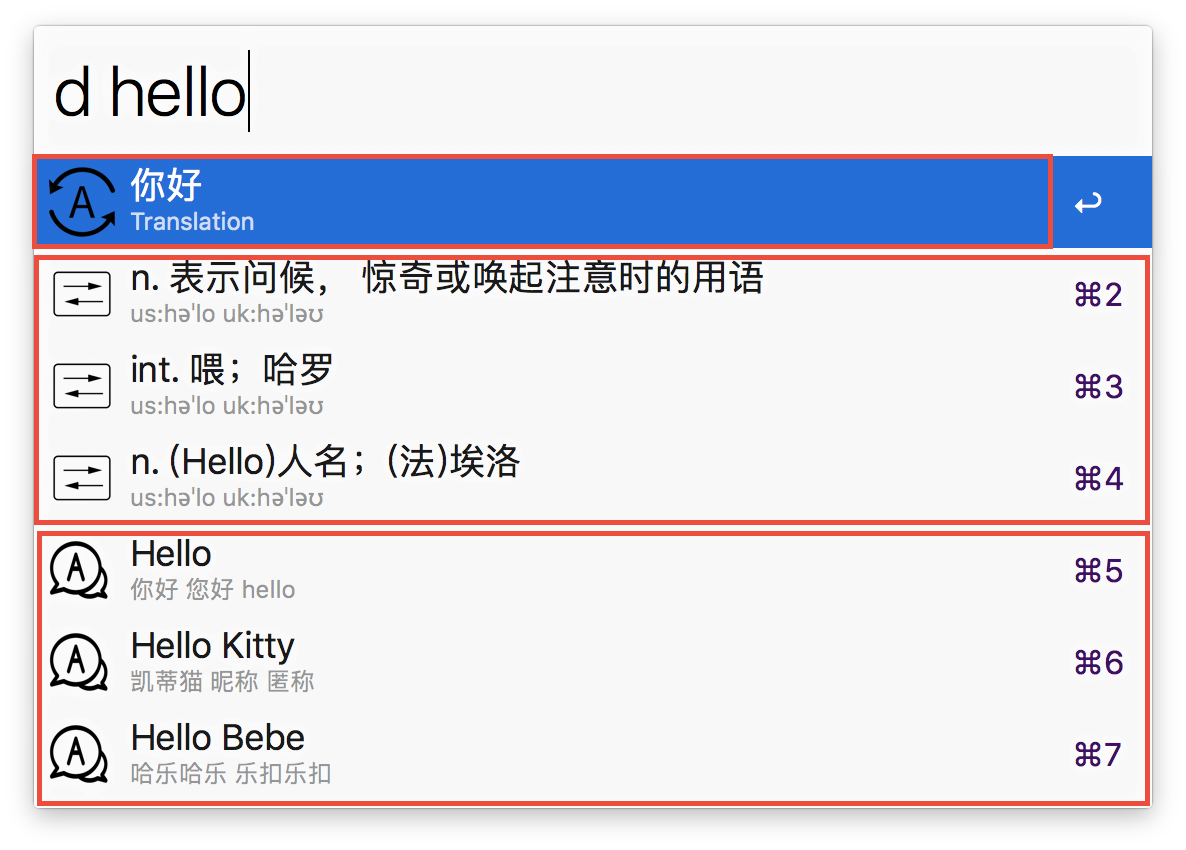 d hello
你好
Translation
↩
n. 表示问候， 惊奇或唤起注意时的用语
us:hə'lo uk:hə'ləʊ
⌘2
int. 喂；哈罗
us:hə'lo uk:hə'ləʊ
⌘3
n. (Hello)人名；(法)埃洛
us:hə'lo uk:hə'ləʊ
⌘4
Hello
你好 您好 hello
⌘5
Hello Kitty
凯蒂猫 昵称 匿称
⌘6
Hello Bebe
哈乐哈乐 乐扣乐扣
⌘7